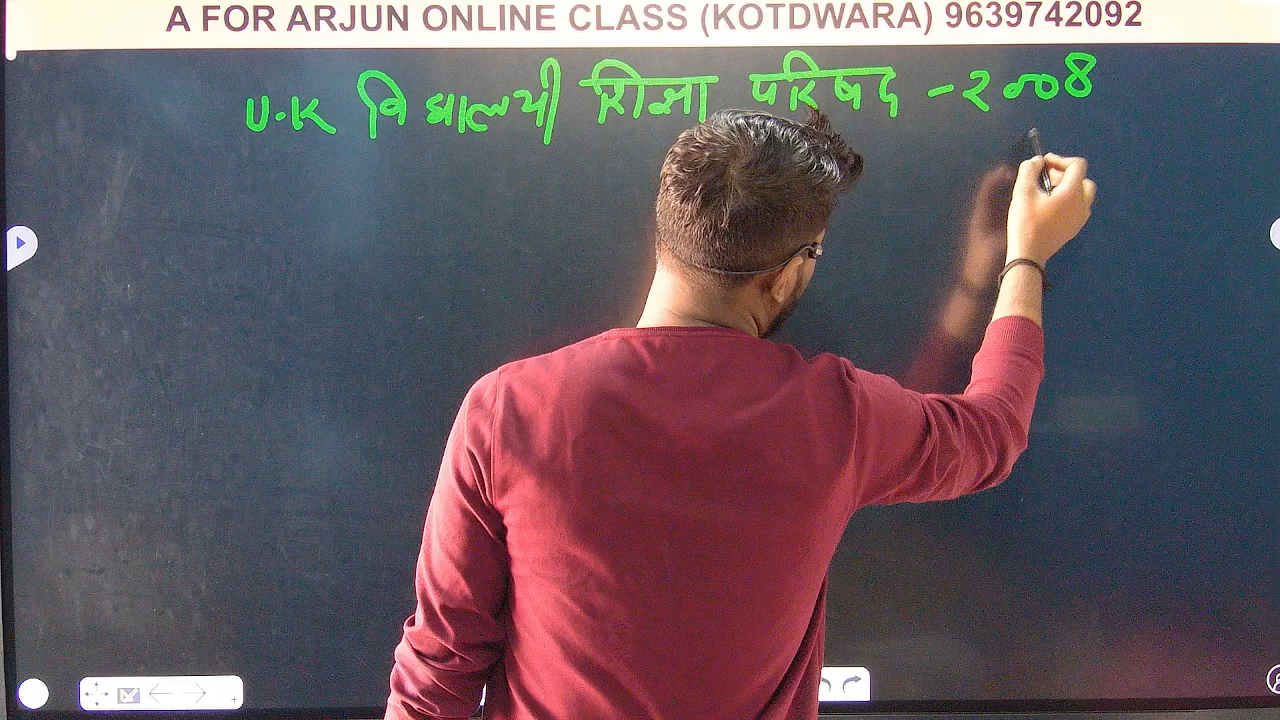 A FOR ARJUN ONLINE CLASS (KOTDWARA) 9639742092
U.K विद्यालयी शिक्षा परिषद -2008